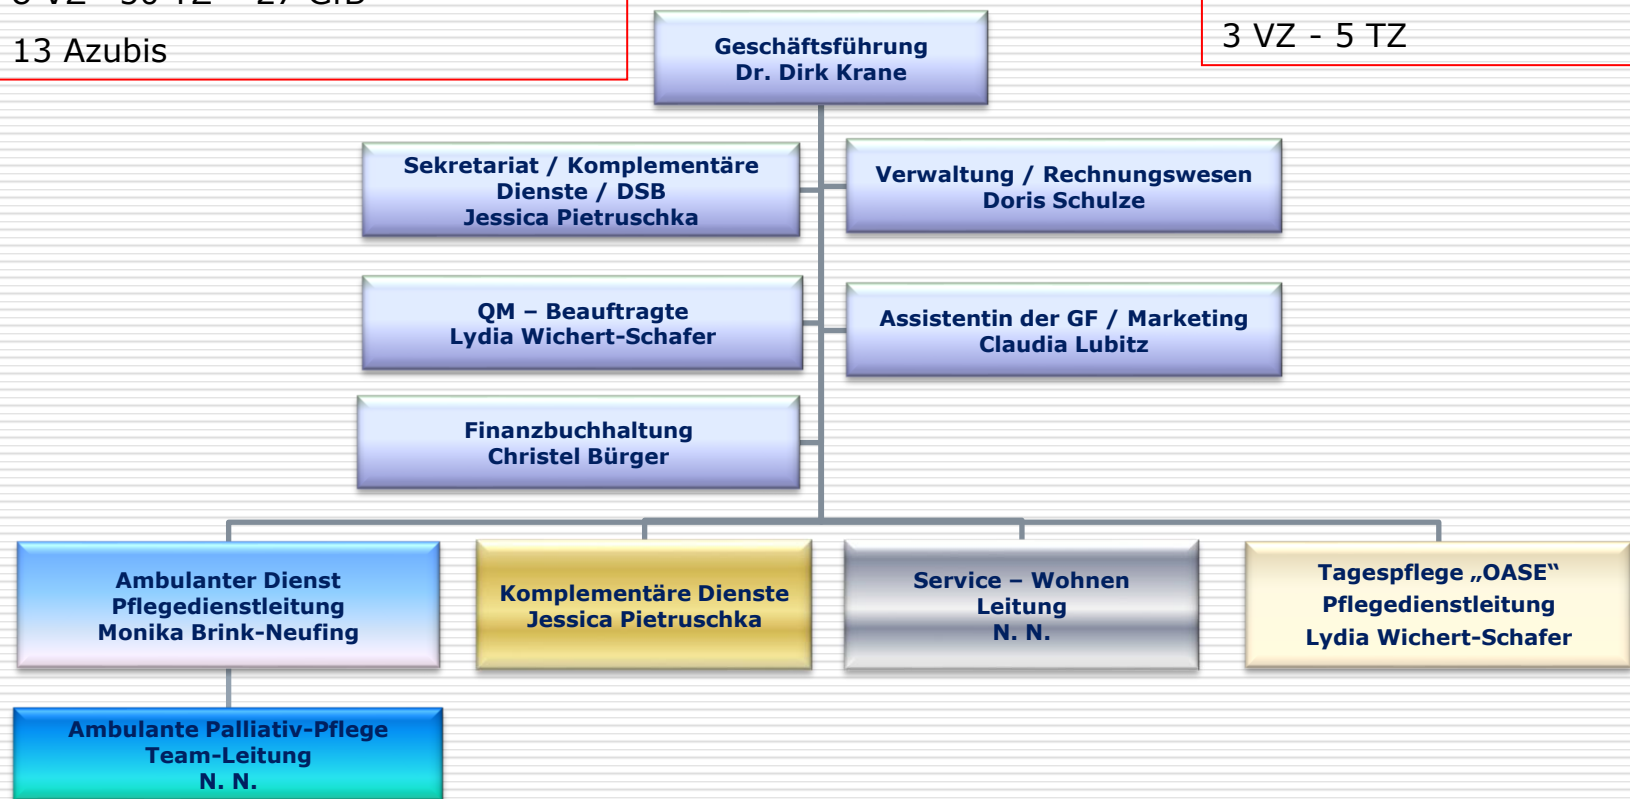 13 Azubis
3 VZ - 5 TZ
Geschäftsführung
Dr. Dirk Krane
Sekretariat / Komplementäre
Dienste / DSB
Jessica Pietruschka
Verwaltung / Rechnungswesen
Doris Schulze
QM – Beauftragte
Lydia Wichert-Schafer
Assistentin der GF / Marketing
Claudia Lubitz
Finanzbuchhaltung
Christel Bürger
Ambulanter Dienst
Pflegedienstleitung
Monika Brink-Neufing
Komplementäre Dienste
Jessica Pietruschka
Service – Wohnen
Leitung
N. N.
Tagespflege „OASE“
Pflegedienstleitung
Lydia Wichert-Schafer
Ambulante Palliativ-Pflege
Team-Leitung
N. N.